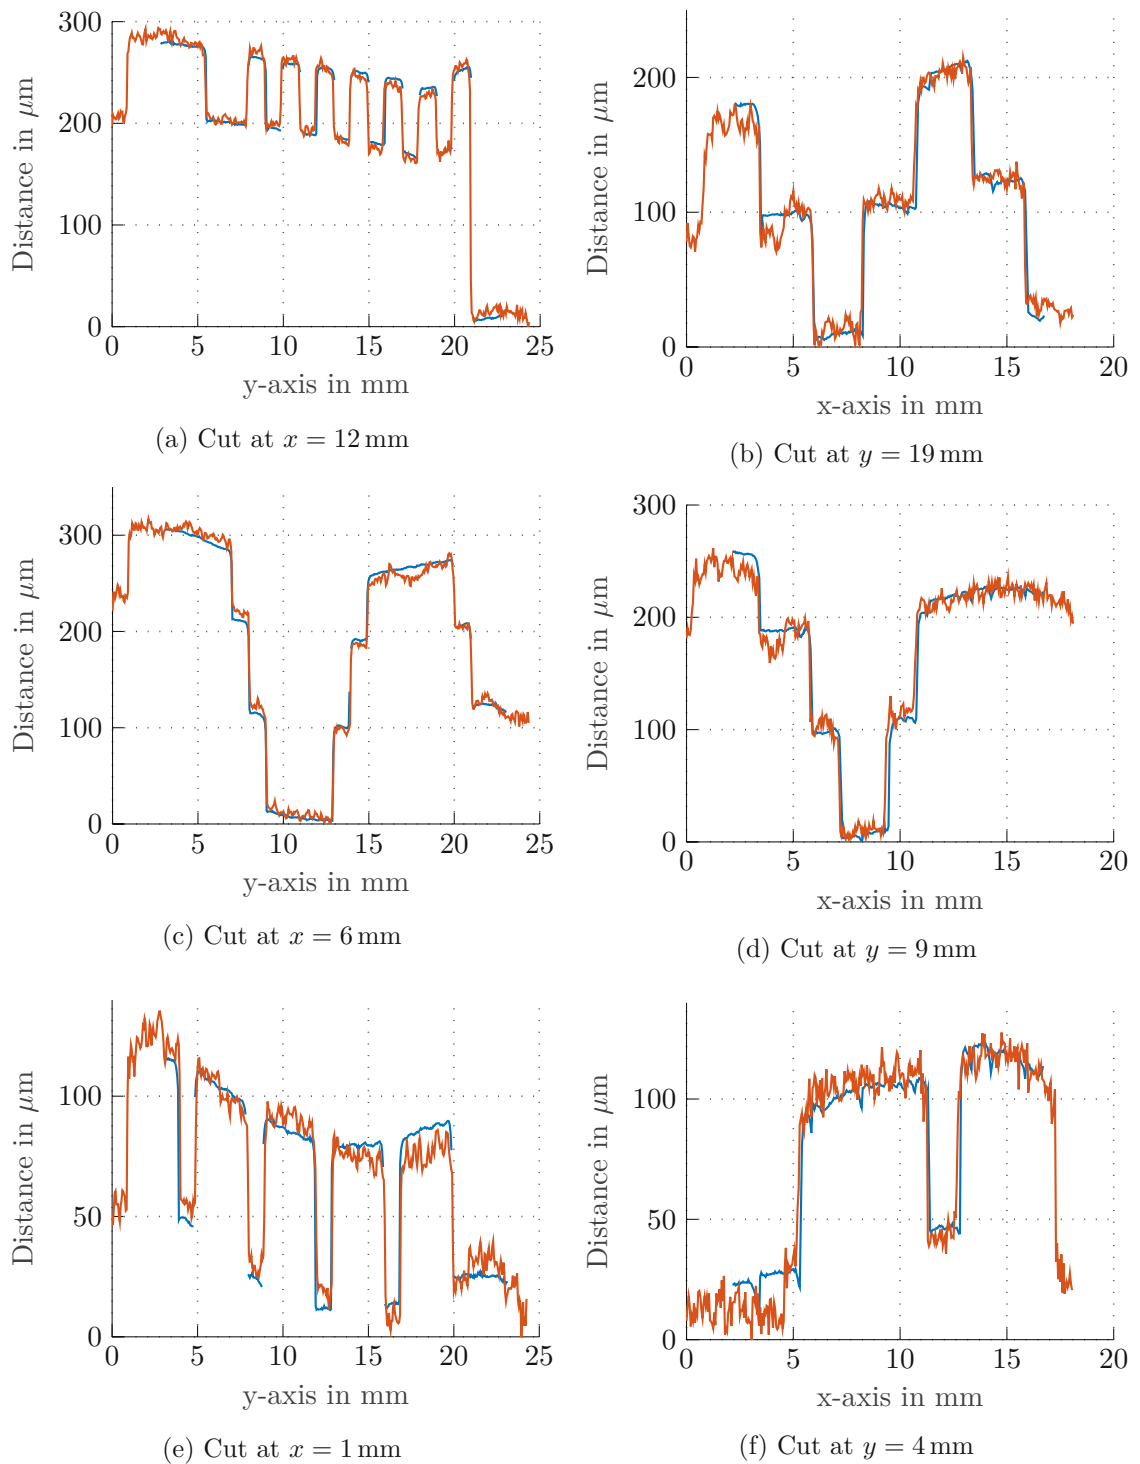 300
200
100
0
Distance in μm
0 5 10 15 20 25
y-axis in mm
(a) Cut at x = 12 mm
200
100
0
Distance in μm
0 5 10 15 20
x-axis in mm
(b) Cut at y = 19 mm
300
200
100
0
Distance in μm
0 5 10 15 20 25
y-axis in mm
(c) Cut at x = 6 mm
300
200
100
0
Distance in μm
0 5 10 15 20
x-axis in mm
(d) Cut at y = 9 mm
100
50
0
Distance in μm
0 5 10 15 20 25
y-axis in mm
(e) Cut at x = 1 mm
100
50
0
Distance in μm
0 5 10 15 20
x-axis in mm
(f) Cut at y = 4 mm